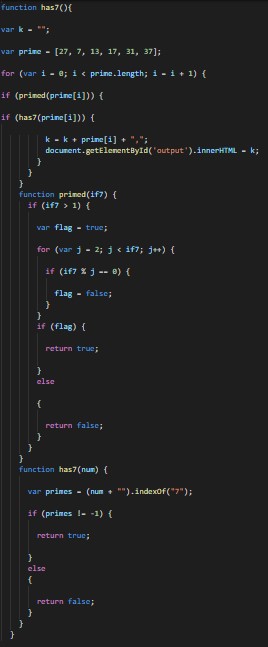 function has7(){
var k = "";
var prime = [27, 7, 13, 17, 31, 37];
for (var i = 0; i < prime.length; i = i + 1) {
if (primed(prime[i])) {
if (has7(prime[i])) {
k = k + prime[i] + ",";
document.getElementById('output').innerHTML = k;
}
}
}
function primed(if7) {
if (if7 > 1) {
var flag = true;
for (var j = 2; j < if7; j++) {
if (if7 % j == 0) {
flag = false;
}
}
if (flag) {
return true;
}
else
{
return false;
}
}
}
function has7(num) {
var primes = (num + "").indexOf("7");
if (primes != -1) {
return true;
}
else
{
return false;
}
}
}